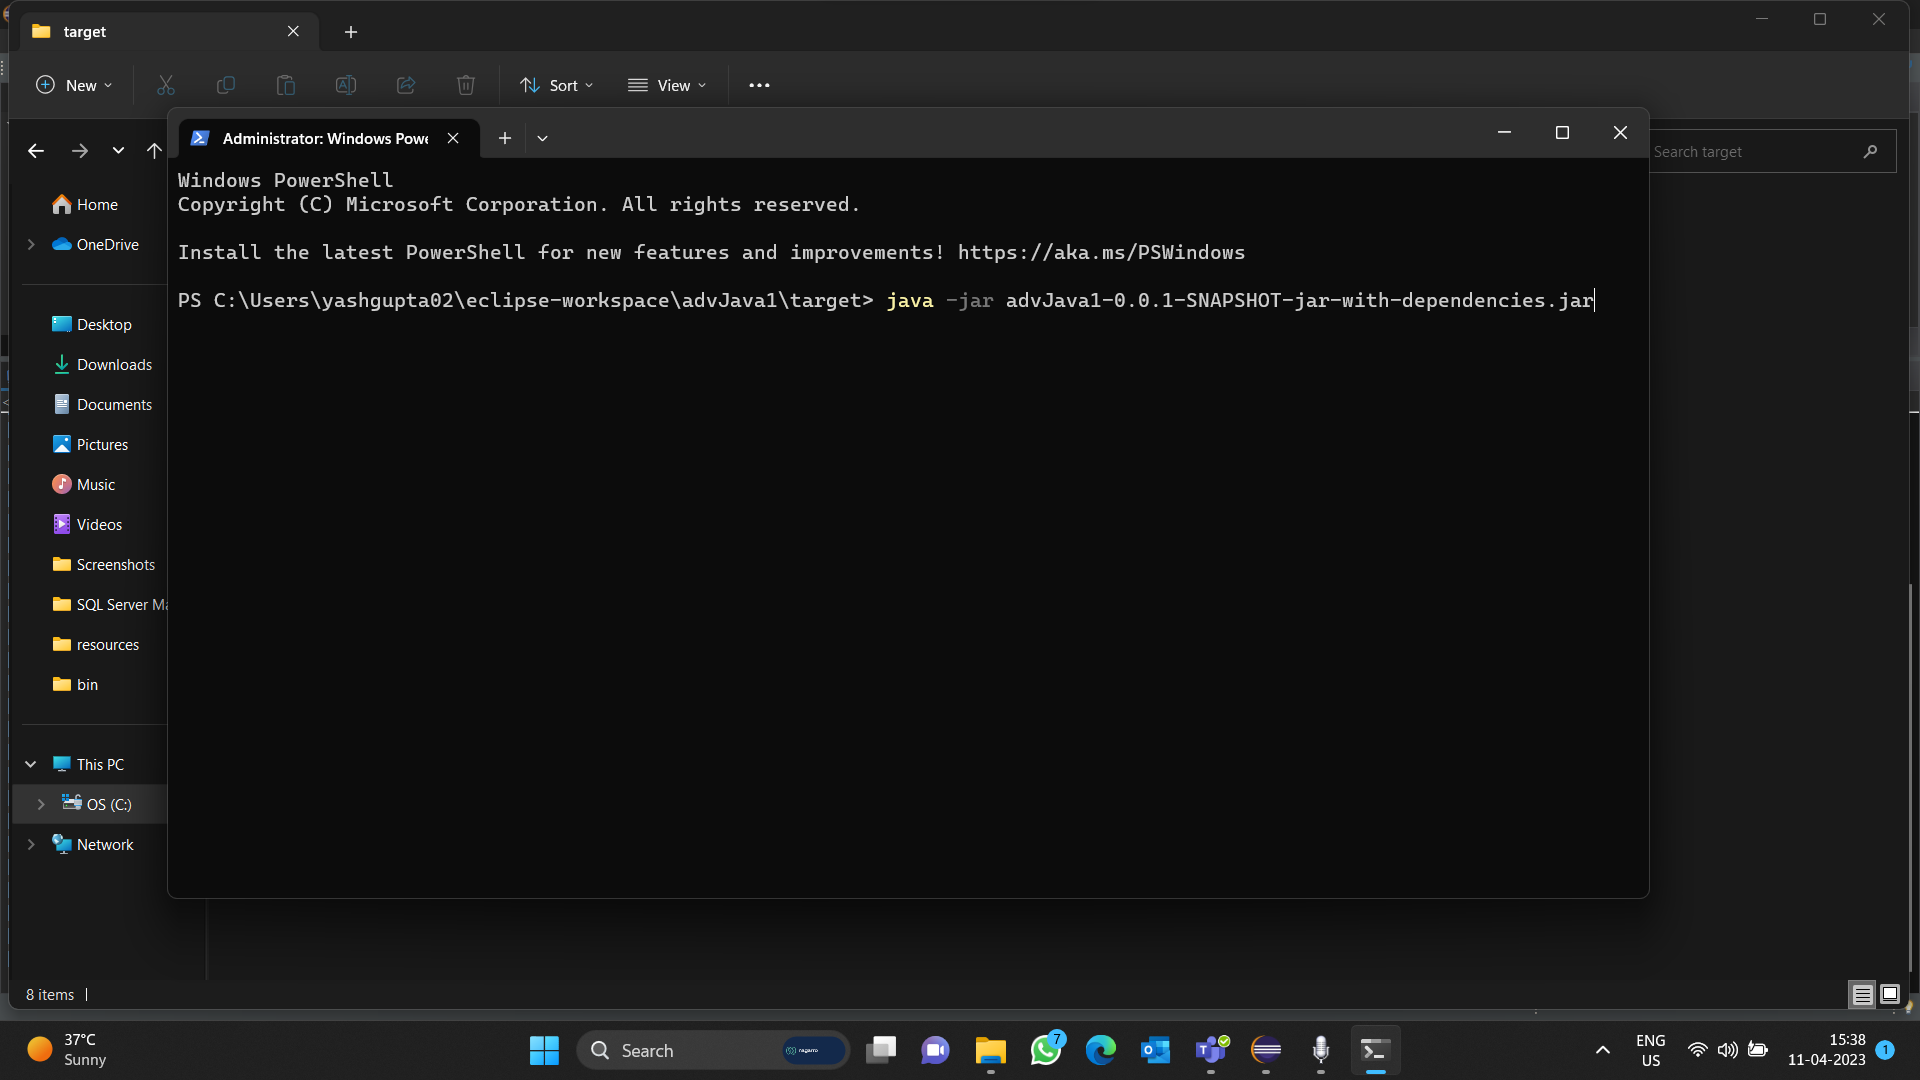 target
New
Sort
View
Administrator: Windows Powe
Search target
Windows PowerShell
Copyright (C) Microsoft Corporation. All rights reserved.
Install the latest PowerShell for new features and improvements! https://aka.ms/PSWindows
PS C:\Users\yashgupta02\eclipse-workspace\advJava1\target> java -jar advJava1-0.0.1-SNAPSHOT-jar-with-dependencies.jar
Home
OneDrive
Desktop
Downloads
Documents
Pictures
Music
Videos
Screenshots
SQL Server Ma
resources
bin
This PC
OS (C:)
Network
8 items
37°C
Sunny
Search
nagarro
7
ENG
US
15:38
11-04-2023
1